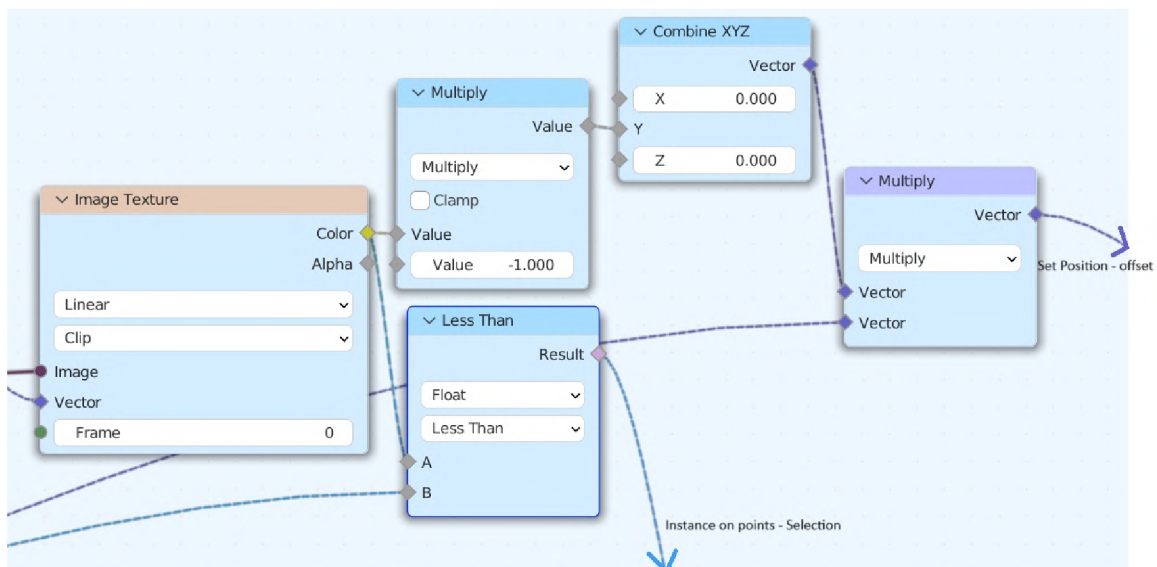 Combine XYZ
Vector
X 0.000
Y
Z 0.000
Multiply
Value
Multiply
Clamp
Value
Value -1.000
Multiply
Vector
Multiply
Vector
Vector
Set Position - offset
Image Texture
Color
Alpha
Linear
Clip
Image
Vector
Frame 0
Less Than
Result
Float
Less Than
A
B
Instance on points - Selection